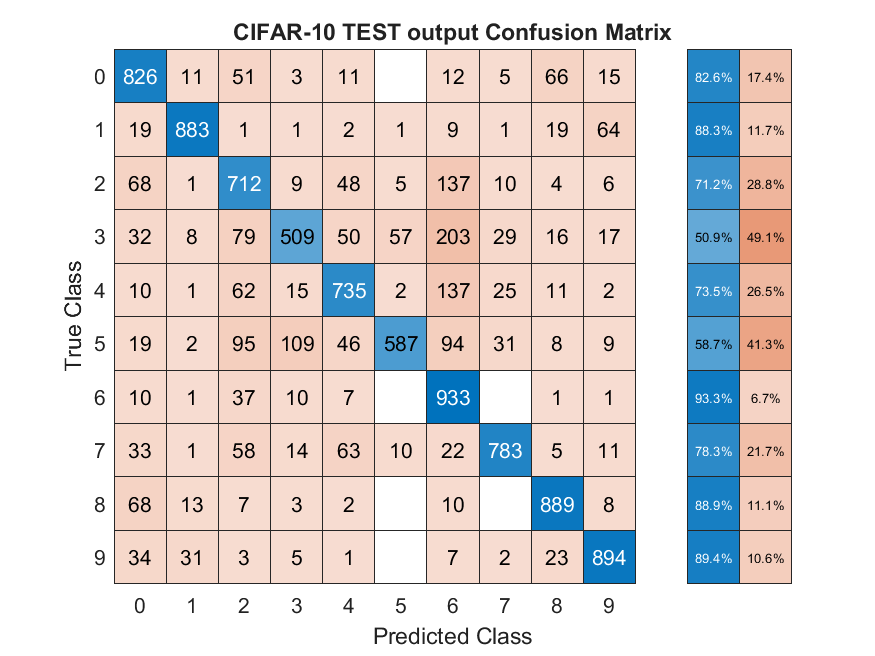 CIFAR-10 TEST output Confusion Matrix
0 826 11 51 3 11 12 5 66 15 82.6% 17.4%
1 19 883 1 1 2 1 9 1 19 64 88.3% 11.7%
2 68 1 712 9 48 5 137 10 4 6 71.2% 28.8%
3 32 8 79 509 50 57 203 29 16 17 50.9% 49.1%
4 10 1 62 15 735 2 137 25 11 2 73.5% 26.5%
5 19 2 95 109 46 587 94 31 8 9 58.7% 41.3%
6 10 1 37 10 7 933 1 1 93.3% 6.7%
7 33 1 58 14 63 10 22 783 5 11 78.3% 21.7%
8 68 13 7 3 2 10 889 8 88.9% 11.1%
9 34 31 3 5 1 7 2 23 894 89.4% 10.6%
0 1 2 3 4 5 6 7 8 9
Predicted Class
True Class